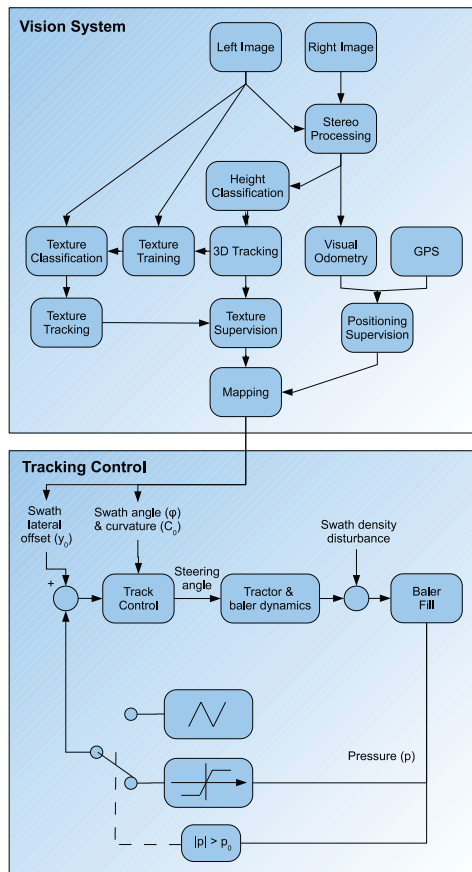 Vision System
Left Image
Right Image
Stereo
Processing
Height
Classification
Texture
Classification
Texture
Training
3D Tracking
Visual
Odometry
GPS
Texture
Tracking
Texture
Supervision
Positioning
Supervision
Mapping
Tracking Control
Swath
lateral
offset (y₀)
Swath angle (φ)
& curvature (C₀)
Swath density
disturbance
Steering
angle
+
Track
Control
Tractor &
baler dynamics
Baler
Fill
Pressure (p)
|p| > p₀